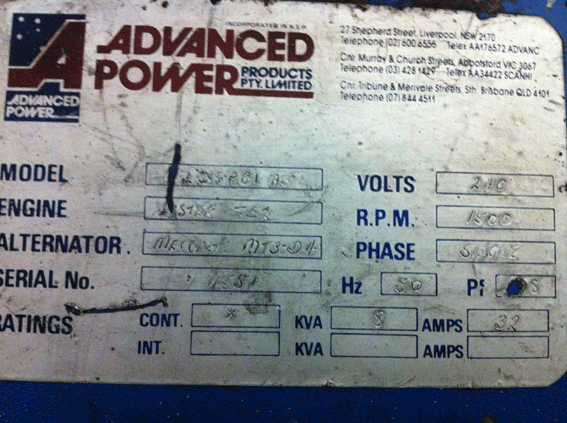 INCORPORATED IN N.S.W.
ADVANCED
POWER PRODUCTS
PTY. LIMITED
A
ADVANCED
POWER
27 Shepherd Street, Liverpool, NSW 2170
Telephone (02) 600 6556 Telex AA176572 ADVANC
Cnr. Murray & Church Streets, Abbotsford VIC 3067
Telephone (03) 428 1429 Telex AA34422 SCANHI
Cnr. Tribune & Merivale Streets, Sth. Brisbane QLD 4101
Telephone (07) 844 4511
MODEL
ENGINE
ALTERNATOR
SERIAL No.
RATINGS CONT. x KVA 8 AMPS 32
INT. KVA AMPS
VOLTS 240
R.P.M. 1500
PHASE SINGLE
Hz 50 Pf